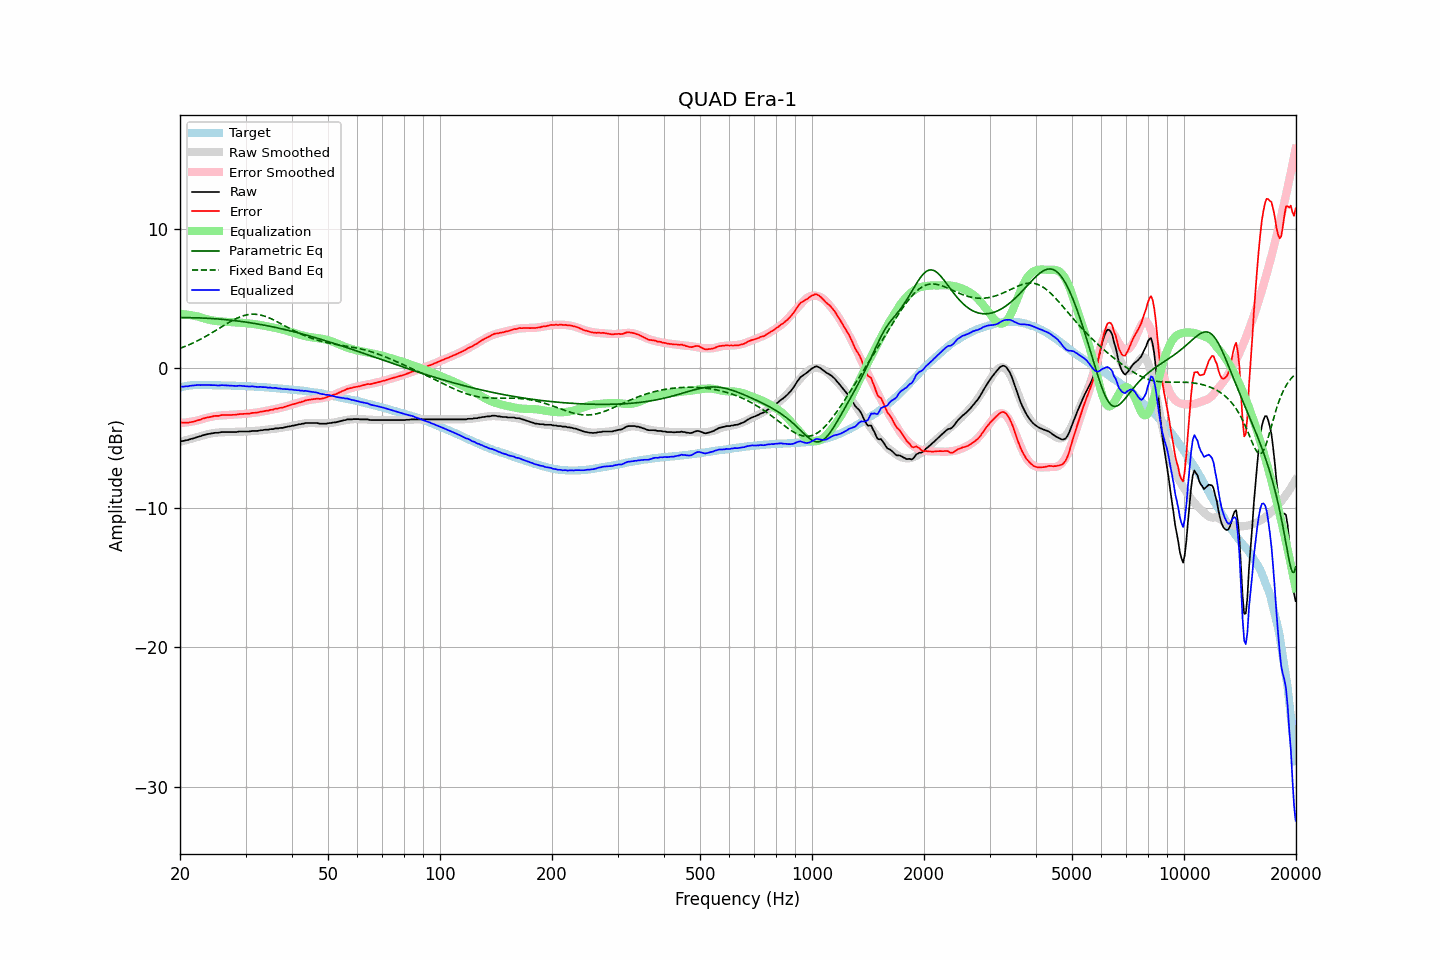 QUAD Era-1
Target
Raw Smoothed
Error Smoothed
Raw
Error
Equalization
Parametric Eq
Fixed Band Eq
Equalized
Amplitude (dBr)
10
0
−10
−20
−30
20 50 100 200 500 1000 2000 5000 10000 20000
Frequency (Hz)